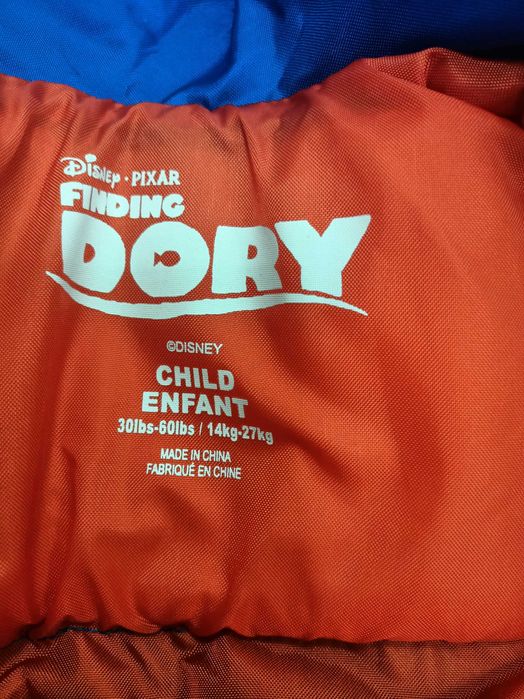 Disney · PIXAR
FINDING
DORY
©DISNEY
CHILD
ENFANT
30lbs-60lbs / 14kg-27kg
MADE IN CHINA
FABRIQUÉ EN CHINE